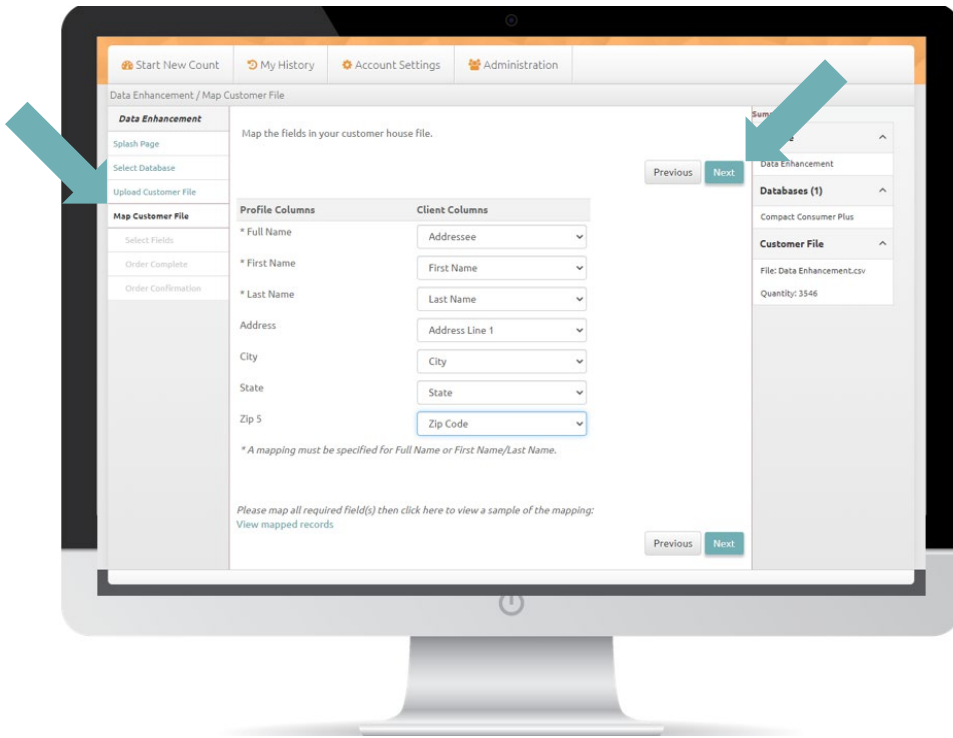 Start New Count My History Account Settings Administration
Data Enhancement / Map Customer File
Data Enhancement
Splash Page
Select Database
Upload Customer File
Map Customer File
Select Fields
Order Complete
Order Confirmation
Map the fields in your customer house file.
Previous Next
Profile Columns Client Columns
* Full Name Addressee
* First Name First Name
* Last Name Last Name
Address Address Line 1
City City
State State
Zip 5 Zip Code
* A mapping must be specified for Full Name or First Name/Last Name.
Please map all required field(s) then click here to view a sample of the mapping:
View mapped records
Previous Next
Data Enhancement
Databases (1)
Compact Consumer Plus
Customer File
File: Data Enhancement.csv
Quantity: 3546